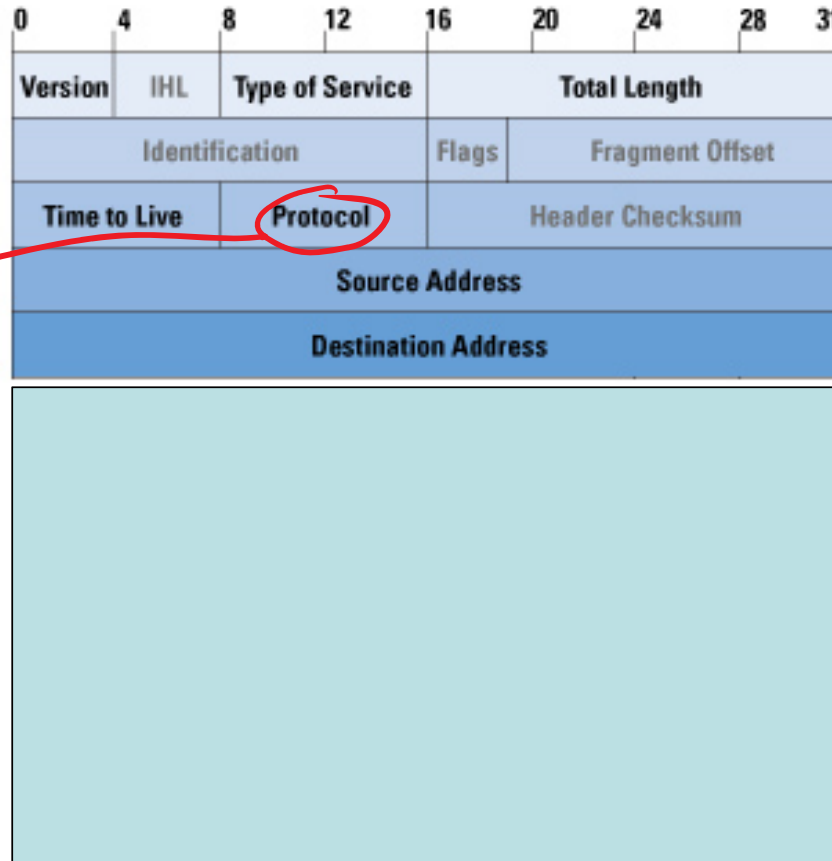 0 4 8 12 16 20 24 28 31
Version IHL Type of Service Total Length
Identification Flags Fragment Offset
Time to Live Protocol Header Checksum
Source Address
Destination Address